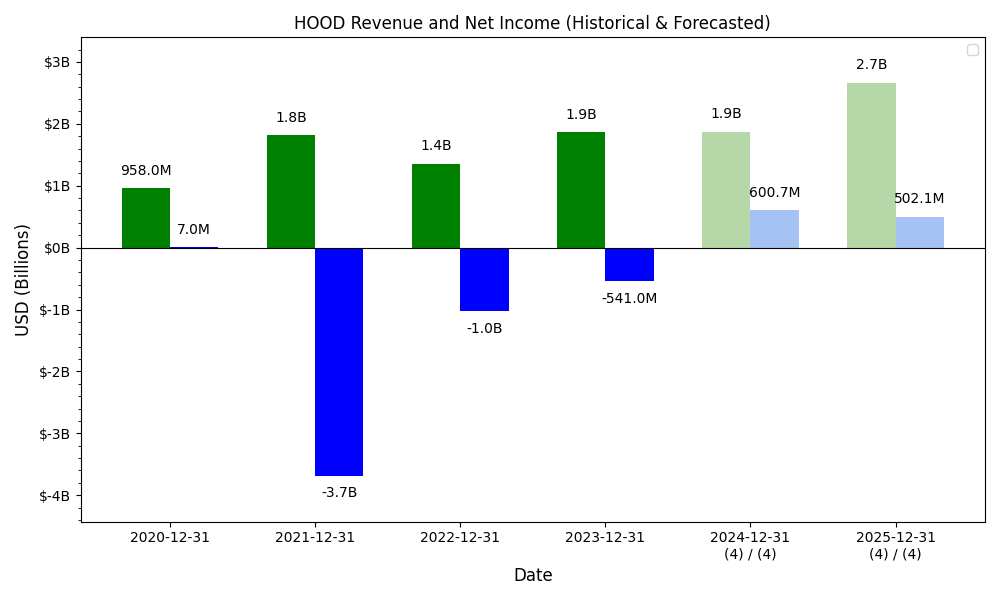 HOOD Revenue and Net Income (Historical & Forecasted)
USD (Billions)
$3B
$2B
$1B
$0B
$-1B
$-2B
$-3B
$-4B
958.0M
7.0M
1.8B
-3.7B
1.4B
-1.0B
1.9B
-541.0M
1.9B
600.7M
2.7B
502.1M
2020-12-31
2021-12-31
2022-12-31
2023-12-31
2024-12-31
(4) / (4)
2025-12-31
(4) / (4)
Date